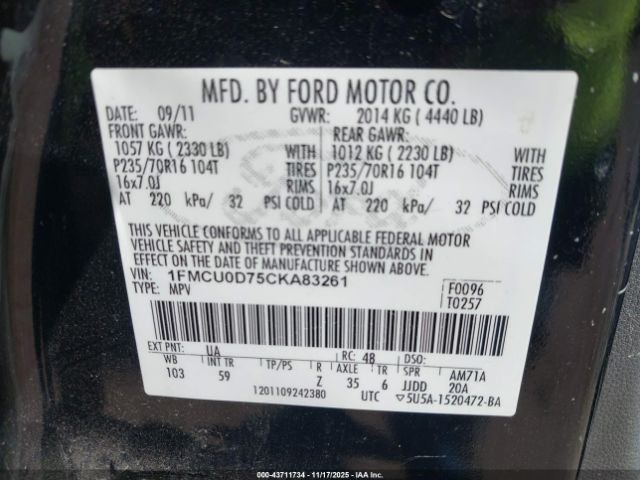 MFD. BY FORD MOTOR CO.
DATE: 09/11 GVWR: 2014 KG ( 4440 LB)
FRONT GAWR: REAR GAWR:
1057 KG ( 2330 LB) WITH 1012 KG ( 2230 LB) WITH
P235/70R16 104T TIRES P235/70R16 104T TIRES
16x7.0J RIMS 16x7.0J RIMS
AT 220 kPa/ 32 PSI COLD AT 220 kPa/ 32 PSI COLD
THIS VEHICLE CONFORMS TO ALL APPLICABLE FEDERAL MOTOR
VEHICLE SAFETY AND THEFT PREVENTION STANDARDS IN
EFFECT ON THE DATE OF MANUFACTURE SHOWN ABOVE.
VIN: 1FMCU0D75CKA83261 F0096
TYPE: MPV T0257
EXT PNT: UA RC: 48 DSO:
WB INT TR TP/PS R AXLE TR SPR AM71A
103 59 Z 35 6 JJDD 20A
1201109242380 UTC ▽5U5A-1520472-BA
© IAA - 43711734 - 11/17/2025 - IAA Inc.